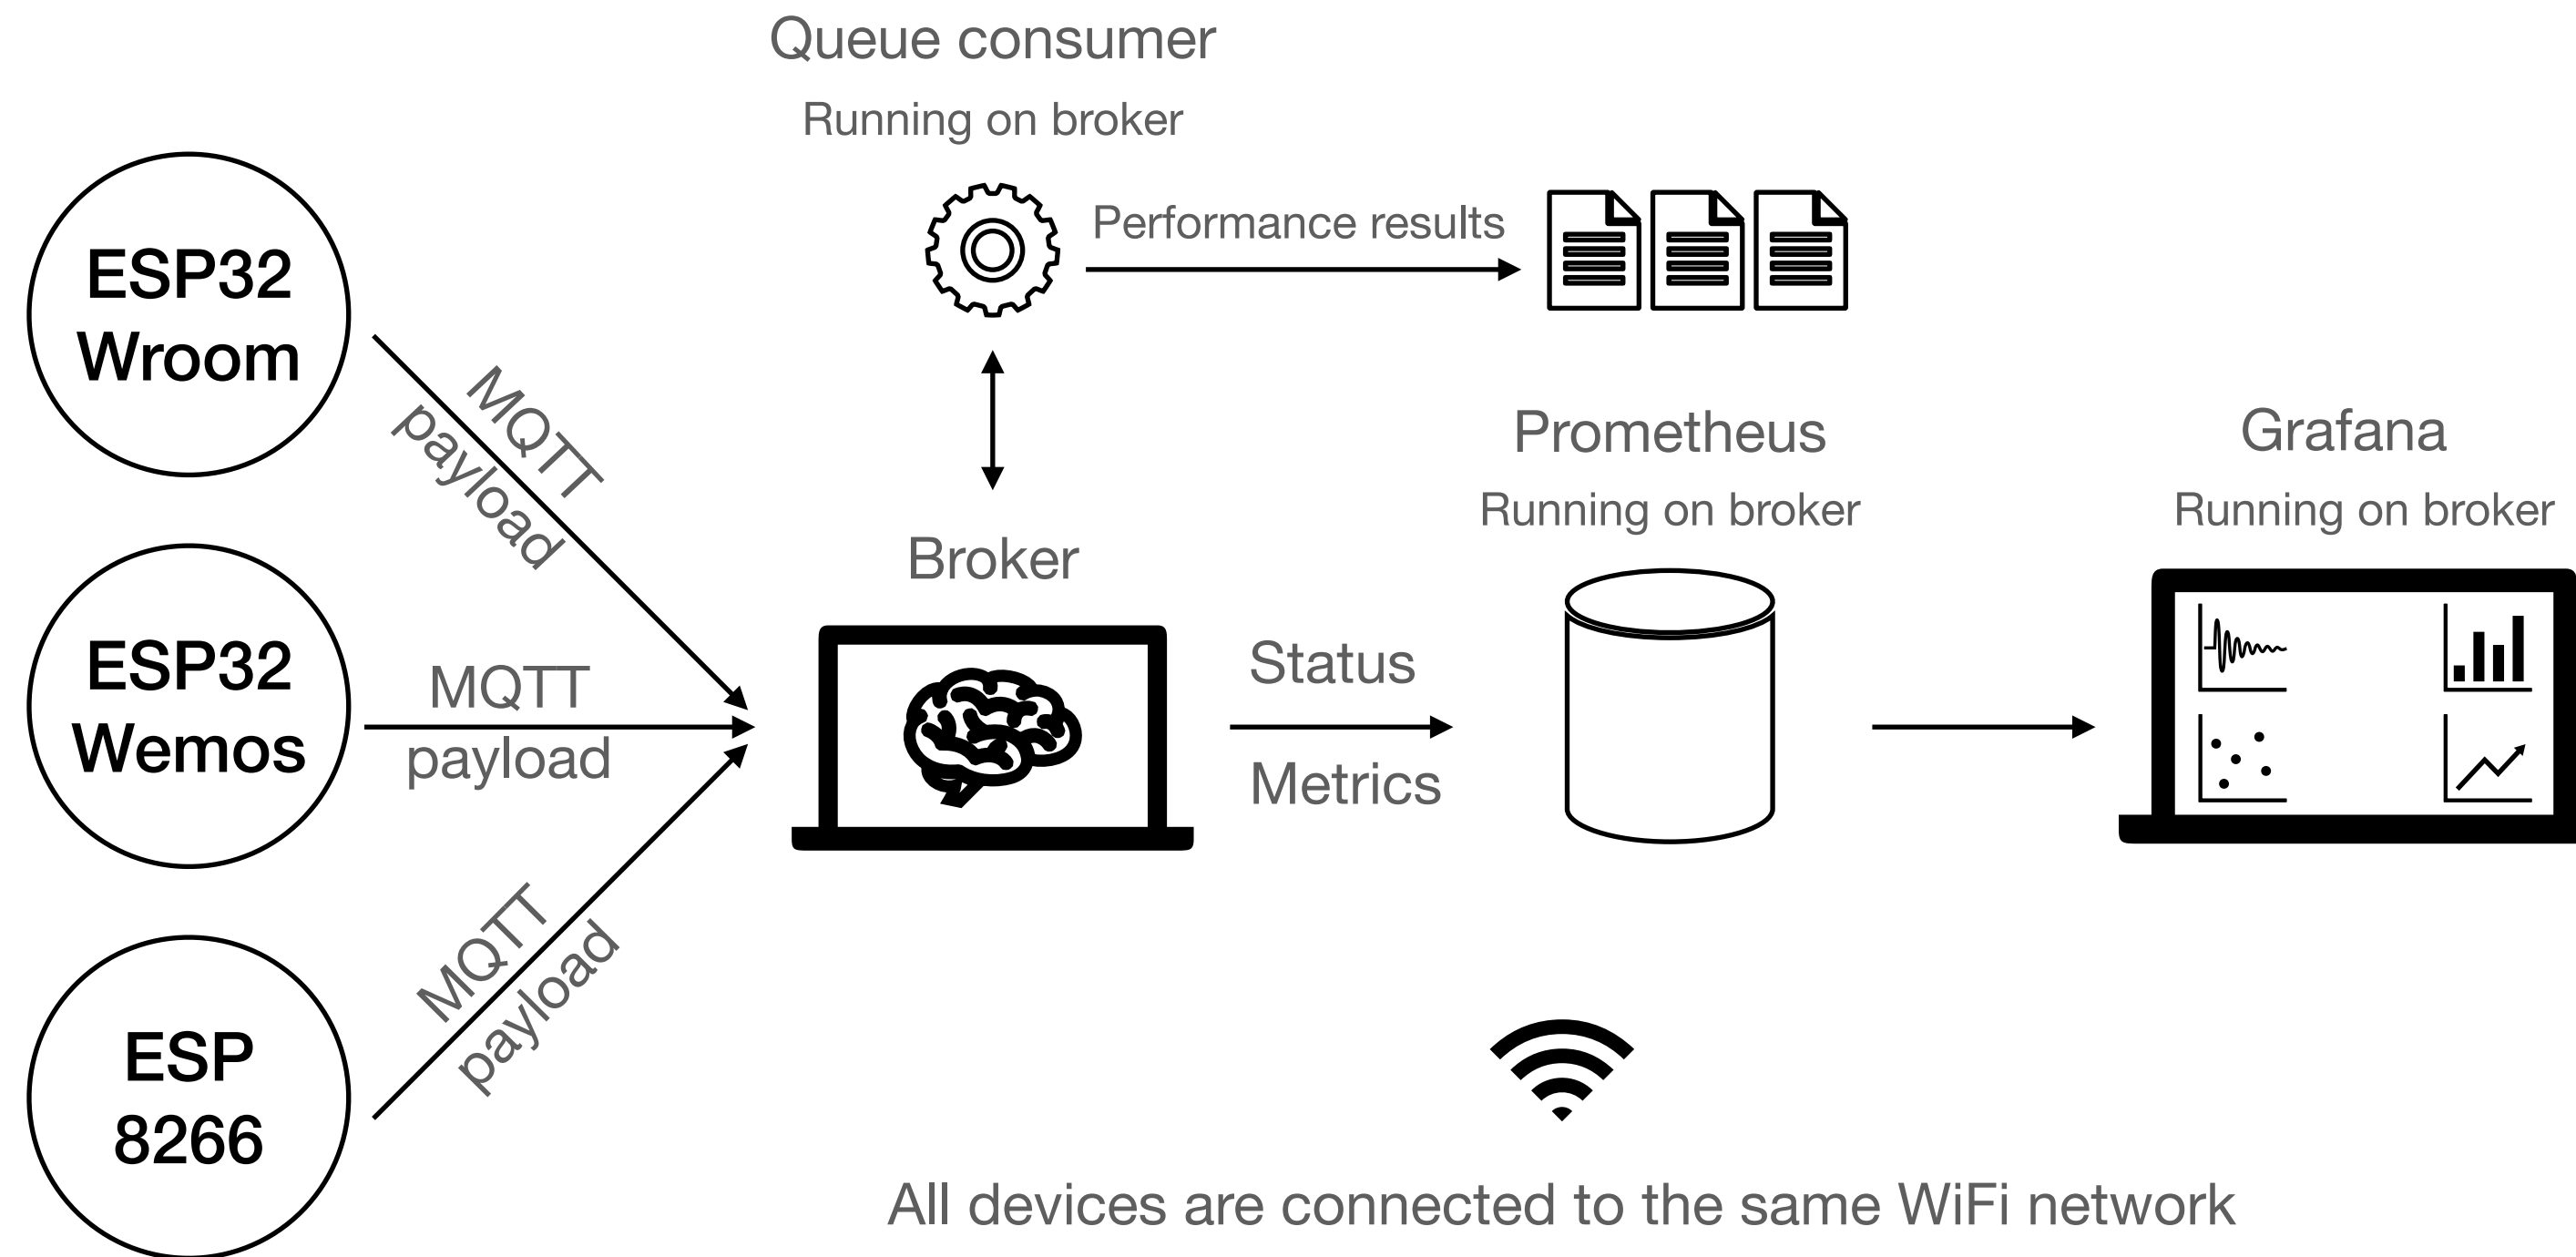 Queue consumer
Running on broker
Performance results
ESP32
Wroom
MQTT
payload
ESP32
Wemos
MQTT
payload
ESP
8266
MQTT
payload
Broker
Status
Metrics
Prometheus
Running on broker
Grafana
Running on broker
All devices are connected to the same WiFi network